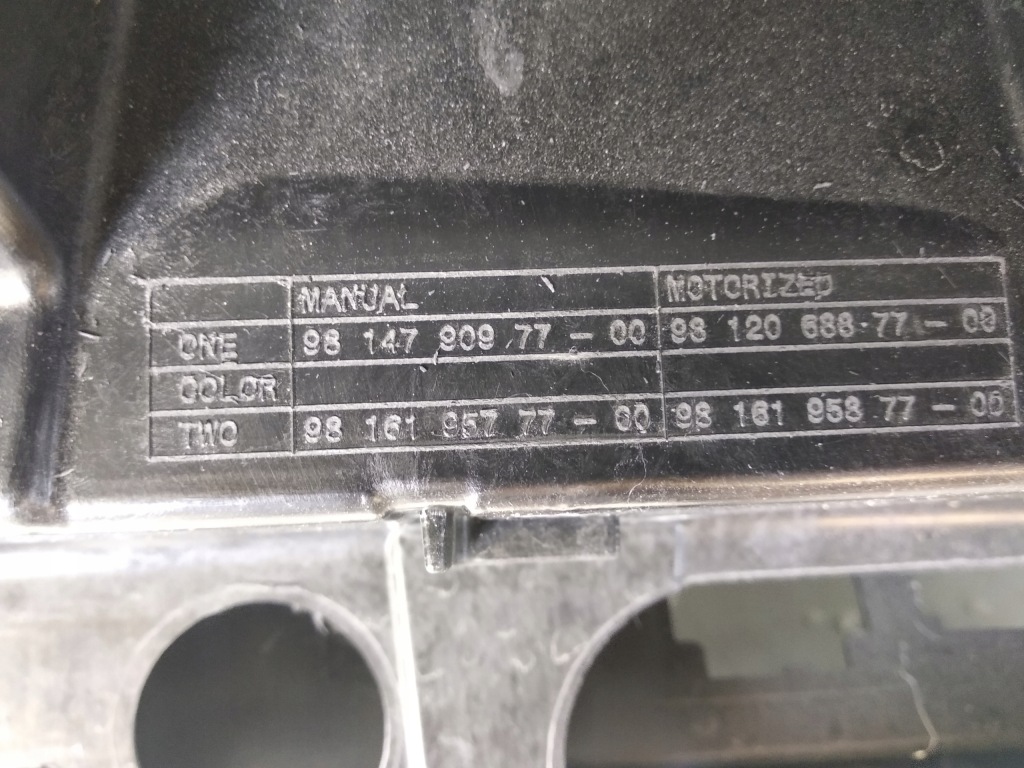 MANUAL MOTORIZED
ONE 98 147 909 77 - 00 98 120 688 77 - 00
COLOR
TWO 98 161 957 77 - 00 98 161 958 77 - 00